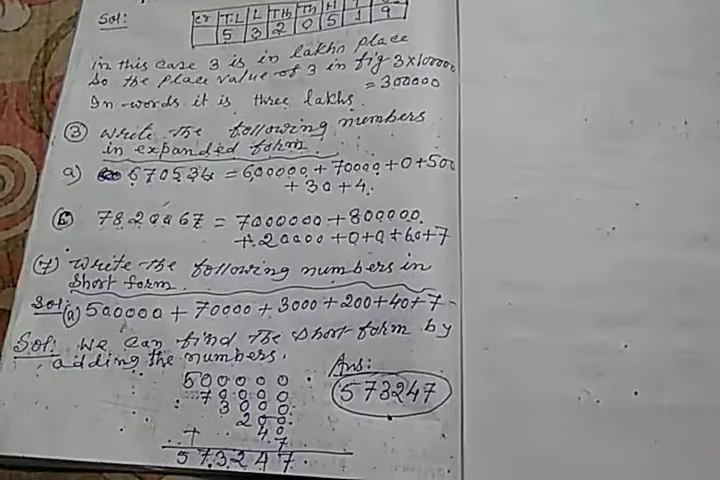 Sol:
cr T.L L T.Th Th H T
5 3 2 0 5 1 9
in this case 3 is in lakhs place
So the place value of 3 in fig 3×100000
= 300000
In words it is three lakhs.
③ Write the following numbers
in expanded form.
a) 670534 = 600000 + 70000 + 0 + 500
+ 30 + 4.
ⓑ 7820067 = 7000000 + 800000
+ 20000 + 0 + 0 + 60 + 7
(7) Write the following numbers in
Short form.
Sol: (a) 500000 + 70000 + 3000 + 200 + 40 + 7
Sol: We can find the short form by
adding the numbers.
Ans:
500000
70000
573247
3000
200
40
+ 7
573247